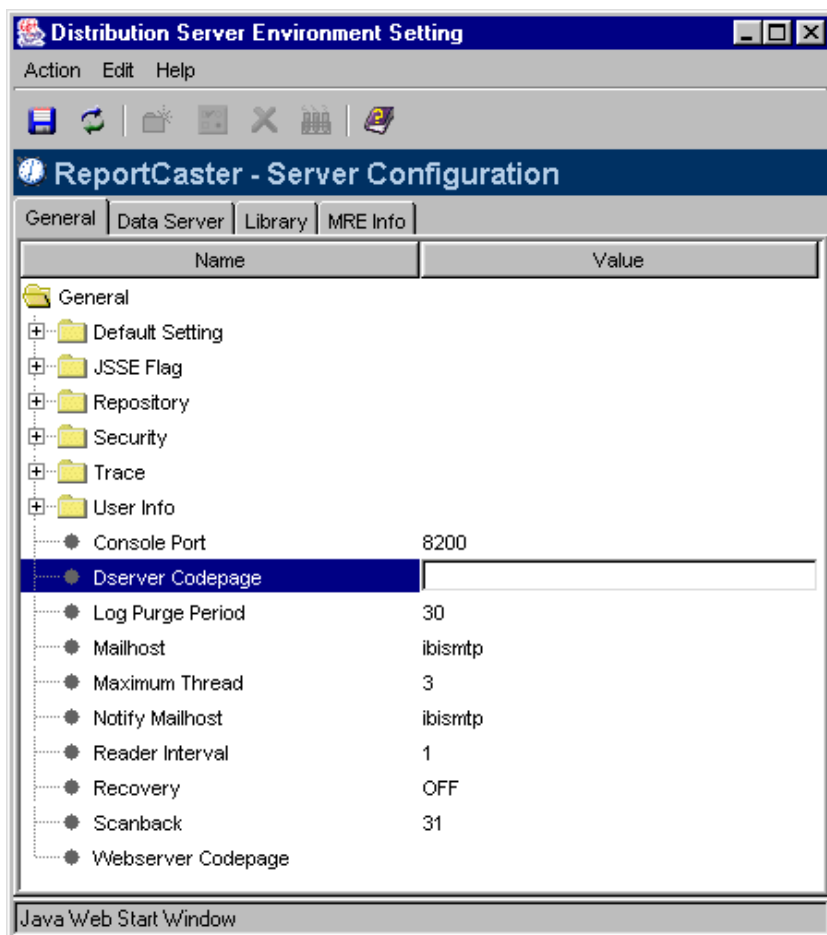 Distribution Server Environment Setting
Action Edit Help
ReportCaster - Server Configuration
General Data Server Library MRE Info
Name Value
General
Default Setting
JSSE Flag
Repository
Security
Trace
User Info
Console Port 8200
Dserver Codepage
Log Purge Period 30
Mailhost ibismtp
Maximum Thread 3
Notify Mailhost ibismtp
Reader Interval 1
Recovery OFF
Scanback 31
Webserver Codepage
Java Web Start Window